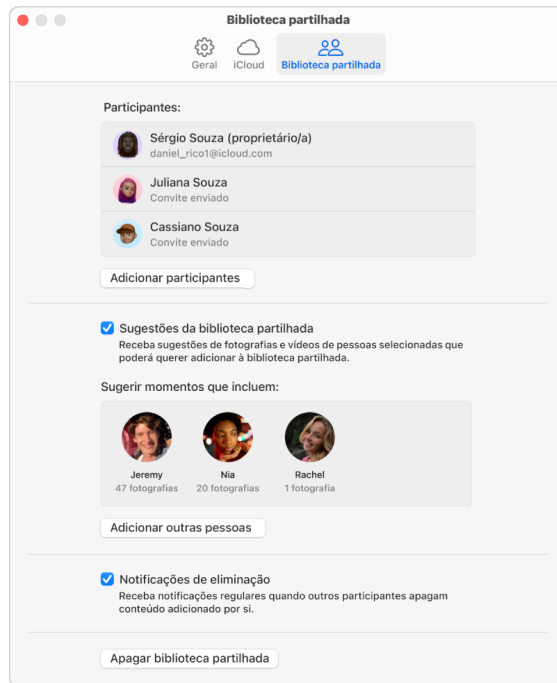 Biblioteca partilhada
Geral
iCloud
Biblioteca partilhada
Participantes:
Sérgio Souza (proprietário/a)
daniel_rico1@icloud.com
Juliana Souza
Convite enviado
Cassiano Souza
Convite enviado
Adicionar participantes
Sugestões da biblioteca partilhada
Receba sugestões de fotografias e vídeos de pessoas selecionadas que
poderá querer adicionar à biblioteca partilhada.
Sugerir momentos que incluem:
Jeremy
Nia
Rachel
47 fotografias
20 fotografias
1 fotografia
Adicionar outras pessoas
Notificações de eliminação
Receba notificações regulares quando outros participantes apagam
conteúdo adicionado por si.
Apagar biblioteca partilhada